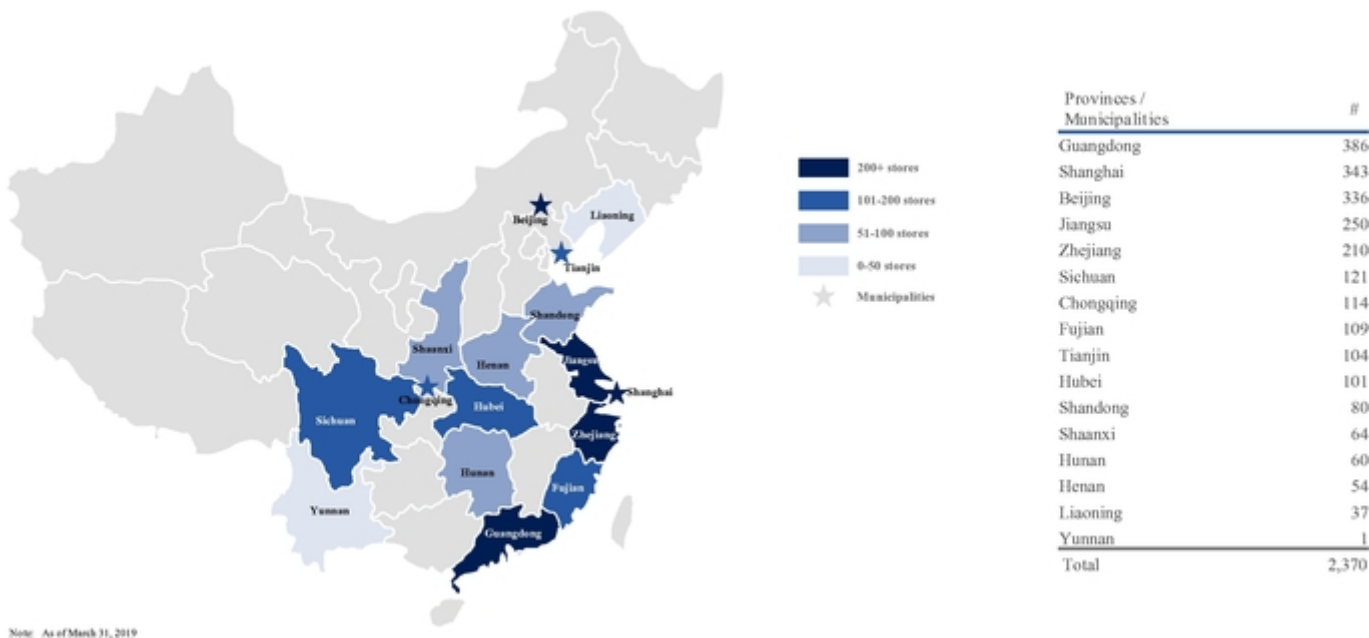 Beijing
Liaoning
Tianjin
Shandong
Shaanxi
Henan
Jiangsu
Shanghai
Chongqing
Hubei
Sichuan
Zhejiang
Hunan
Fujian
Yunnan
Guangdong
200+ stores
101-200 stores
51-100 stores
0-50 stores
Municipalities
Provinces /
Municipalities #
Guangdong 386
Shanghai 343
Beijing 336
Jiangsu 250
Zhejiang 210
Sichuan 121
Chongqing 114
Fujian 109
Tianjin 104
Hubei 101
Shandong 80
Shaanxi 64
Hunan 60
Henan 54
Liaoning 37
Yunnan 1
Total 2,370
Note: As of March 31, 2019